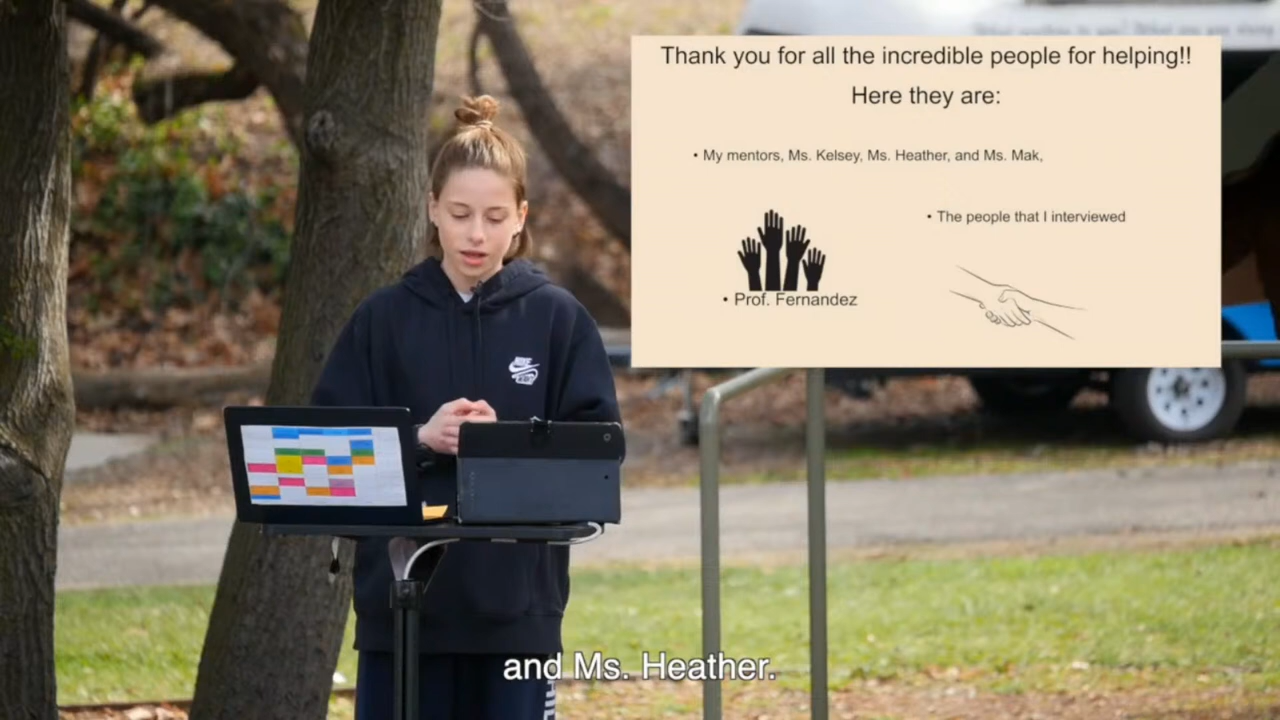 Thank you for all the incredible people for helping!!
Here they are:
• My mentors, Ms. Kelsey, Ms. Heather, and Ms. Mak,
• The people that I interviewed
• Prof. Fernandez
NIKE
and Ms. Heather.